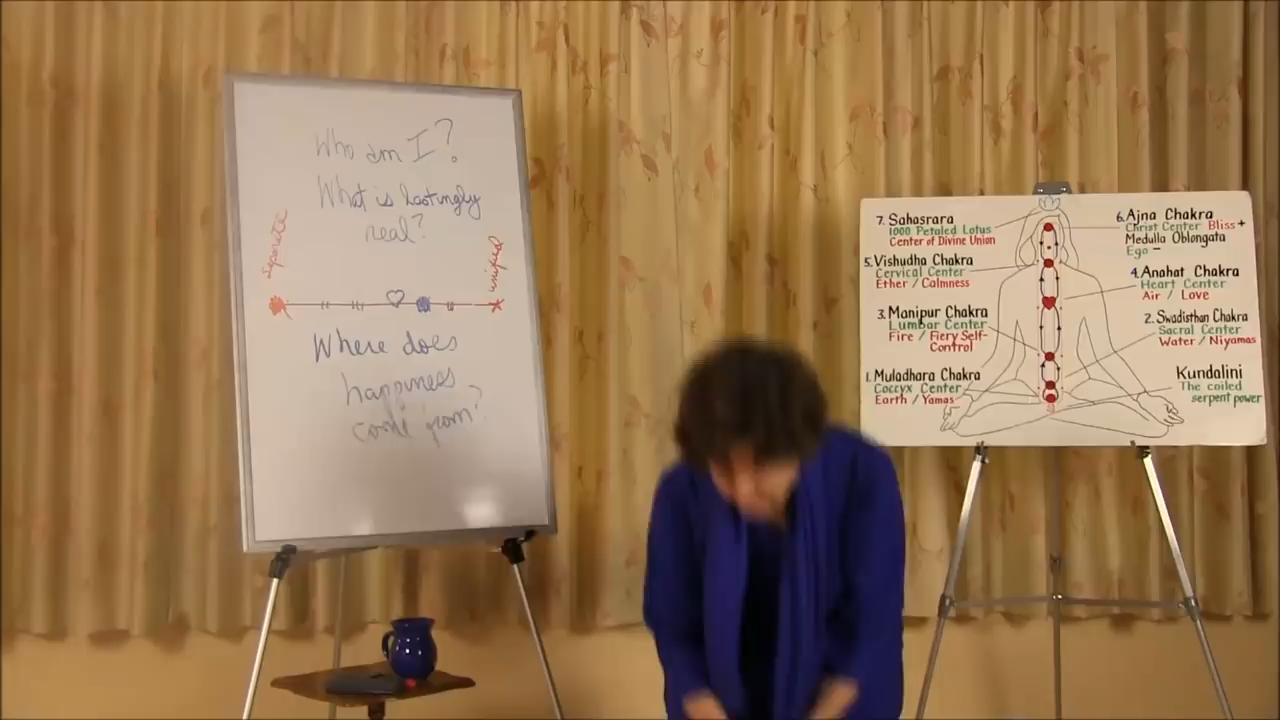 Who am I?
What is lastingly
real?
separate
unified
Where does
happiness
come from?
7. Sahasrara
1000 Petaled Lotus
Center of Divine Union
6. Ajna Chakra
Christ Center Bliss +
Medulla Oblongata
Ego –
5. Vishudha Chakra
Cervical Center
Ether / Calmness
4. Anahat Chakra
Heart Center
Air / Love
3. Manipur Chakra
Lumbar Center
Fire / Fiery Self-
Control
2. Swadisthan Chakra
Sacral Center
Water / Niyamas
1. Muladhara Chakra
Coccyx Center
Earth / Yamas
Kundalini
The coiled
serpent power